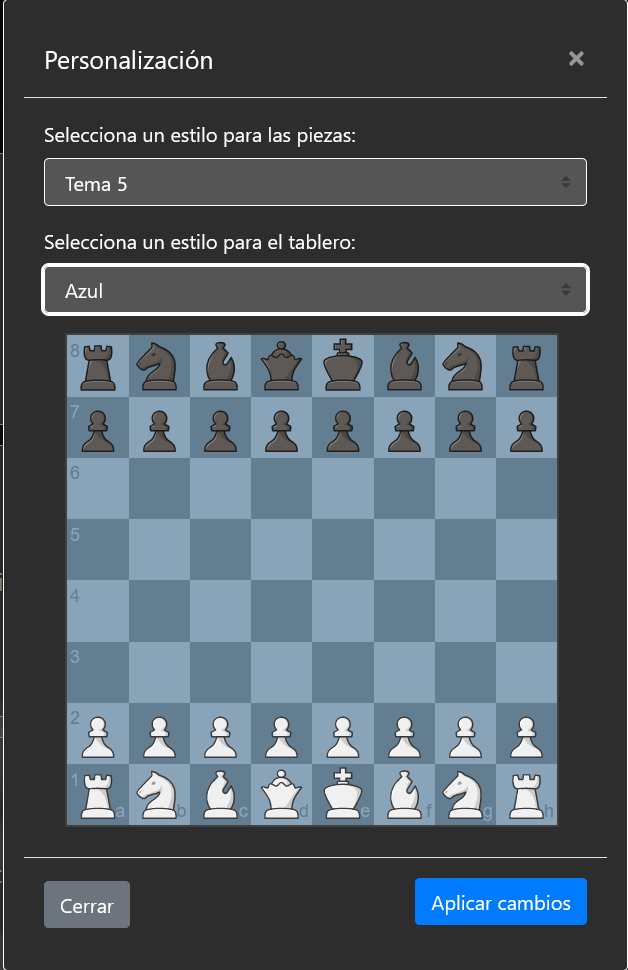 Personalización
×
Selecciona un estilo para las piezas:
Tema 5
Selecciona un estilo para el tablero:
Azul
8
7
6
5
4
3
2
1
a b c d e f g h
Cerrar
Aplicar cambios